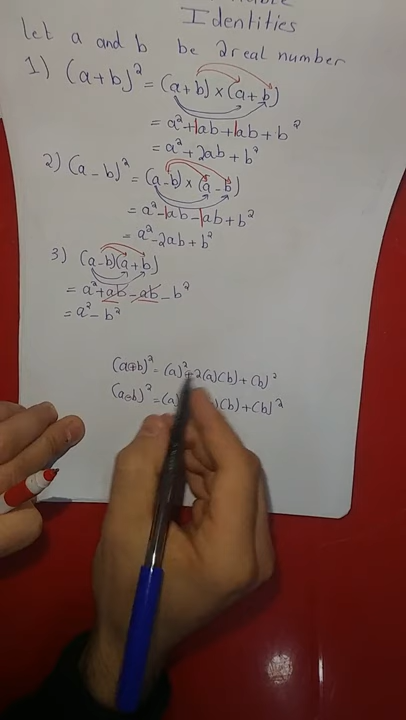 Identities
let a and b be 2 real number
1) (a+b)² = (a+b) × (a+b)
= a²+1ab+1ab+b²
= a²+2ab+b²
2) (a-b)² = (a-b) × (a-b)
= a²-1ab-1ab+b²
= a²-2ab+b²
3) (a-b)(a+b)
= a²+ab-ab-b²
= a²-b²
(a+b)² = (a)²+2(a)(b)+(b)²
(a-b)² = (a) (b)+(b)²